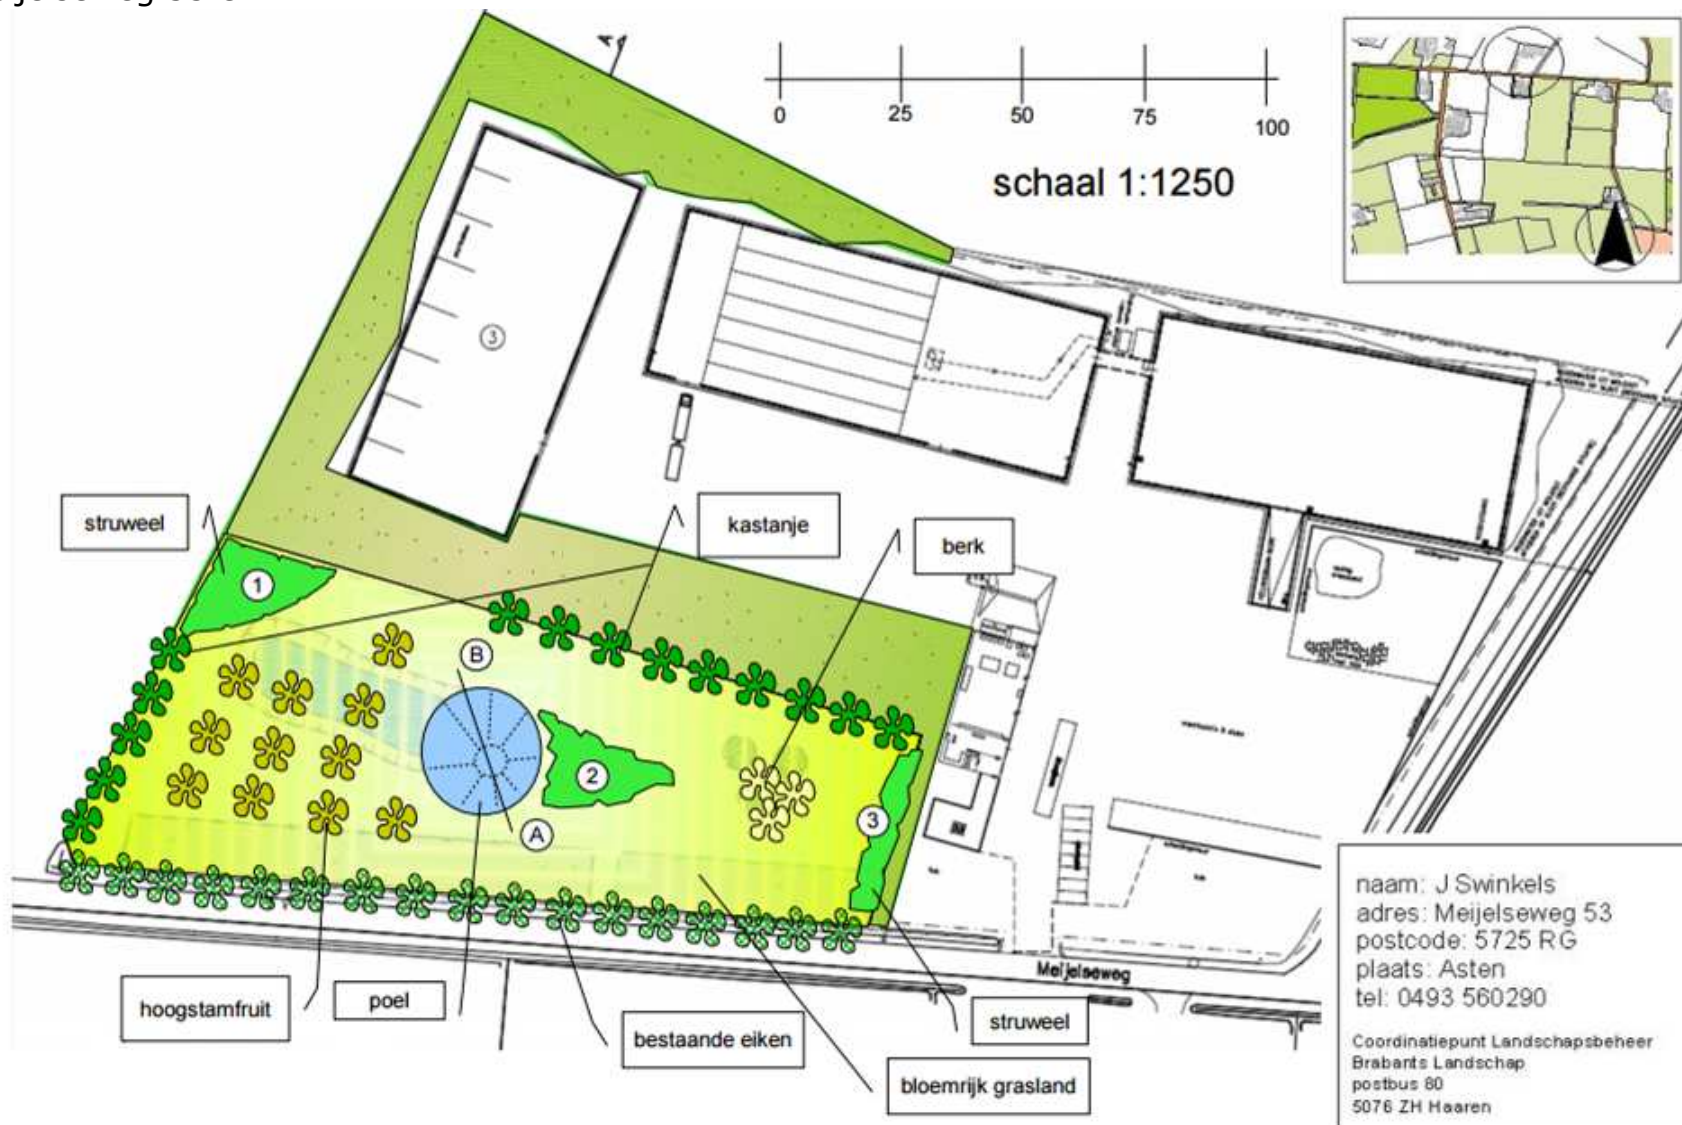 0
25
50
75
100
schaal 1:1250
3
struweel
kastanje
berk
1
B
2
A
3
Meijelseweg
hoogstamfruit
poel
bestaande eiken
struweel
bloemrijk grasland
naam: J Swinkels
adres: Meijelseweg 53
postcode: 5725 RG
plaats: Asten
tel: 0493 560290
Coordinatiepunt Landschapsbeheer
Brabants Landschap
postbus 80
5076 ZH Haaren